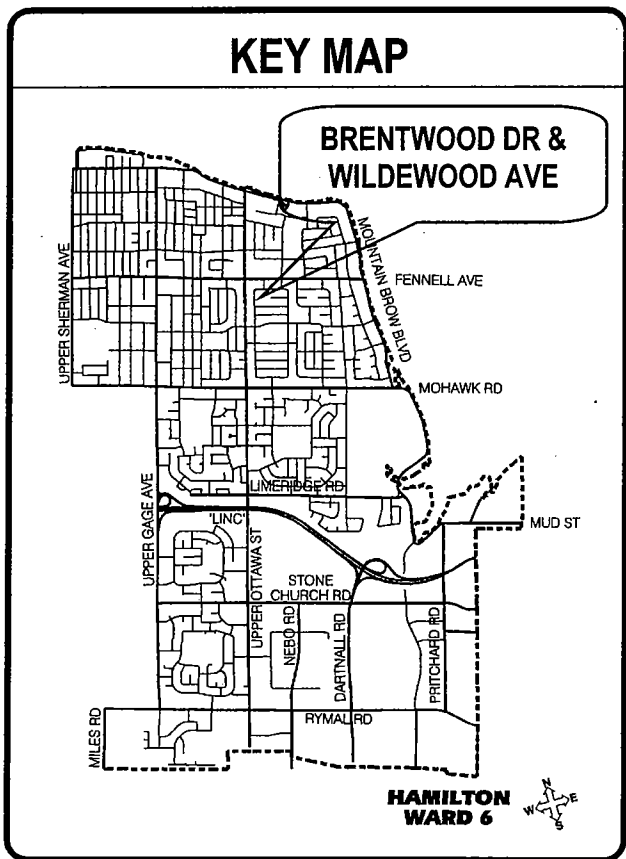 KEY MAP
BRENTWOOD DR &
WILDEWOOD AVE
UPPER SHERMAN AVE
MOUNTAIN BROW BLVD
FENNELL AVE
MOHAWK RD
UPPER GAGE AVE
LIMERIDGE RD
'LINC'
MUD ST
UPPER OTTAWA ST
STONE
CHURCH RD
NEBO RD
DARTNALL RD
PRITCHARD RD
MILES RD
RYMAL RD
HAMILTON
WARD 6
N
W E
S